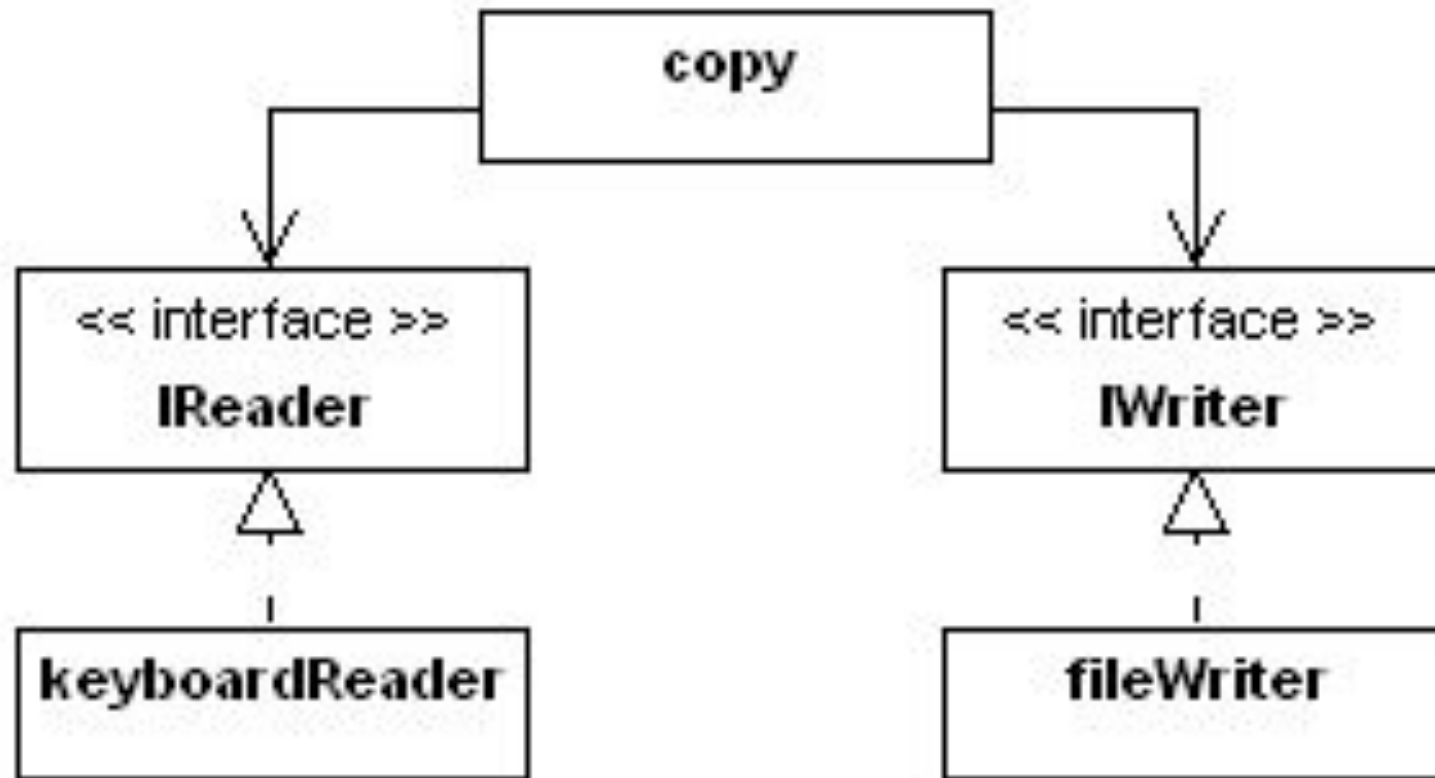 copy
<< interface >>
IReader
<< interface >>
IWriter
keyboardReader
fileWriter